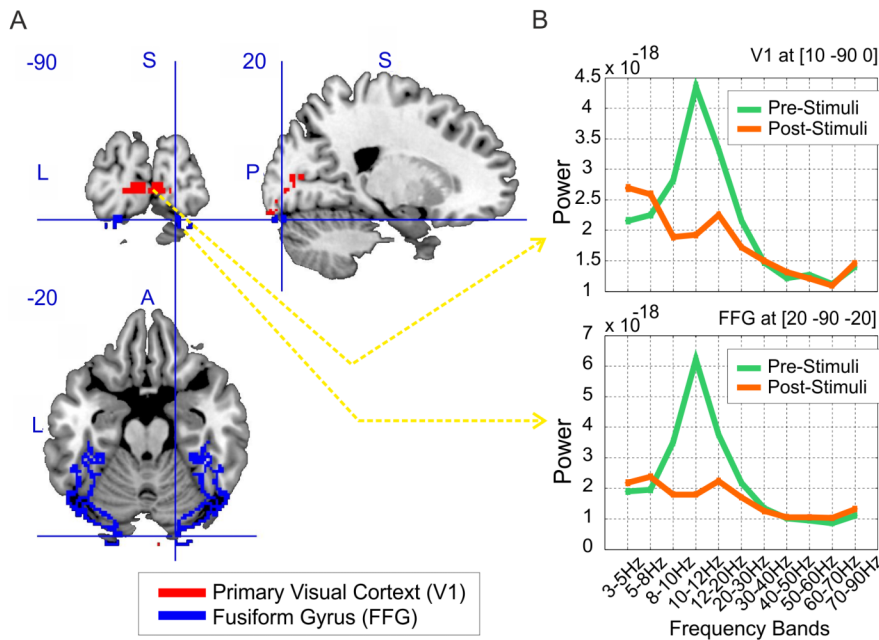 A
-90
S
20
S
L
P
-20
A
L
Primary Visual Cortex (V1)
Fusiform Gyrus (FFG)
B
x 10-18
V1 at [10 -90 0]
4.5
4
3.5
3
2.5
2
1.5
1
Power
Pre-Stimuli
Post-Stimuli
x 10-18
FFG at [20 -90 -20]
7
6
5
4
3
2
1
0
Power
Pre-Stimuli
Post-Stimuli
3-5Hz
5-8Hz
8-10Hz
10-12Hz
12-20Hz
20-30Hz
30-40Hz
40-50Hz
50-60Hz
60-70Hz
70-90Hz
Frequency Bands